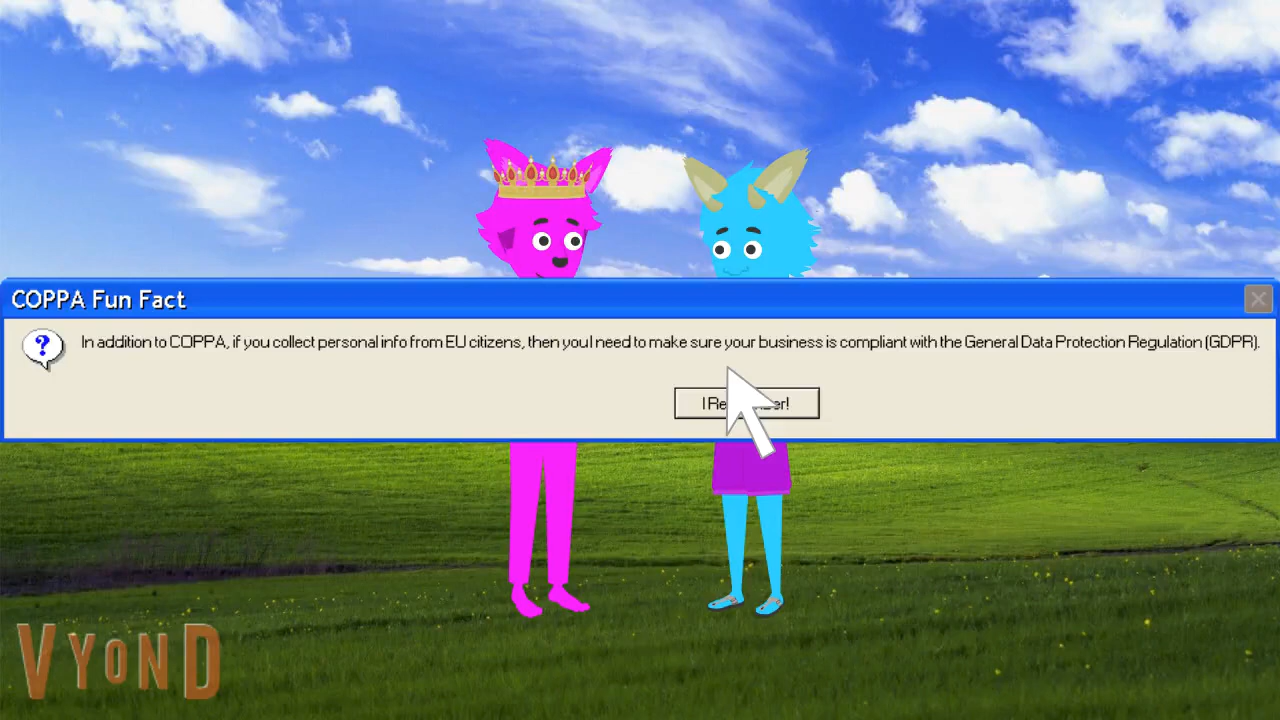 COPPA Fun Fact
?
In addition to COPPA, if you collect personal info from EU citizens, then youl need to make sure your business is compliant with the General Data Protection Regulation (GDPR).
VYOND